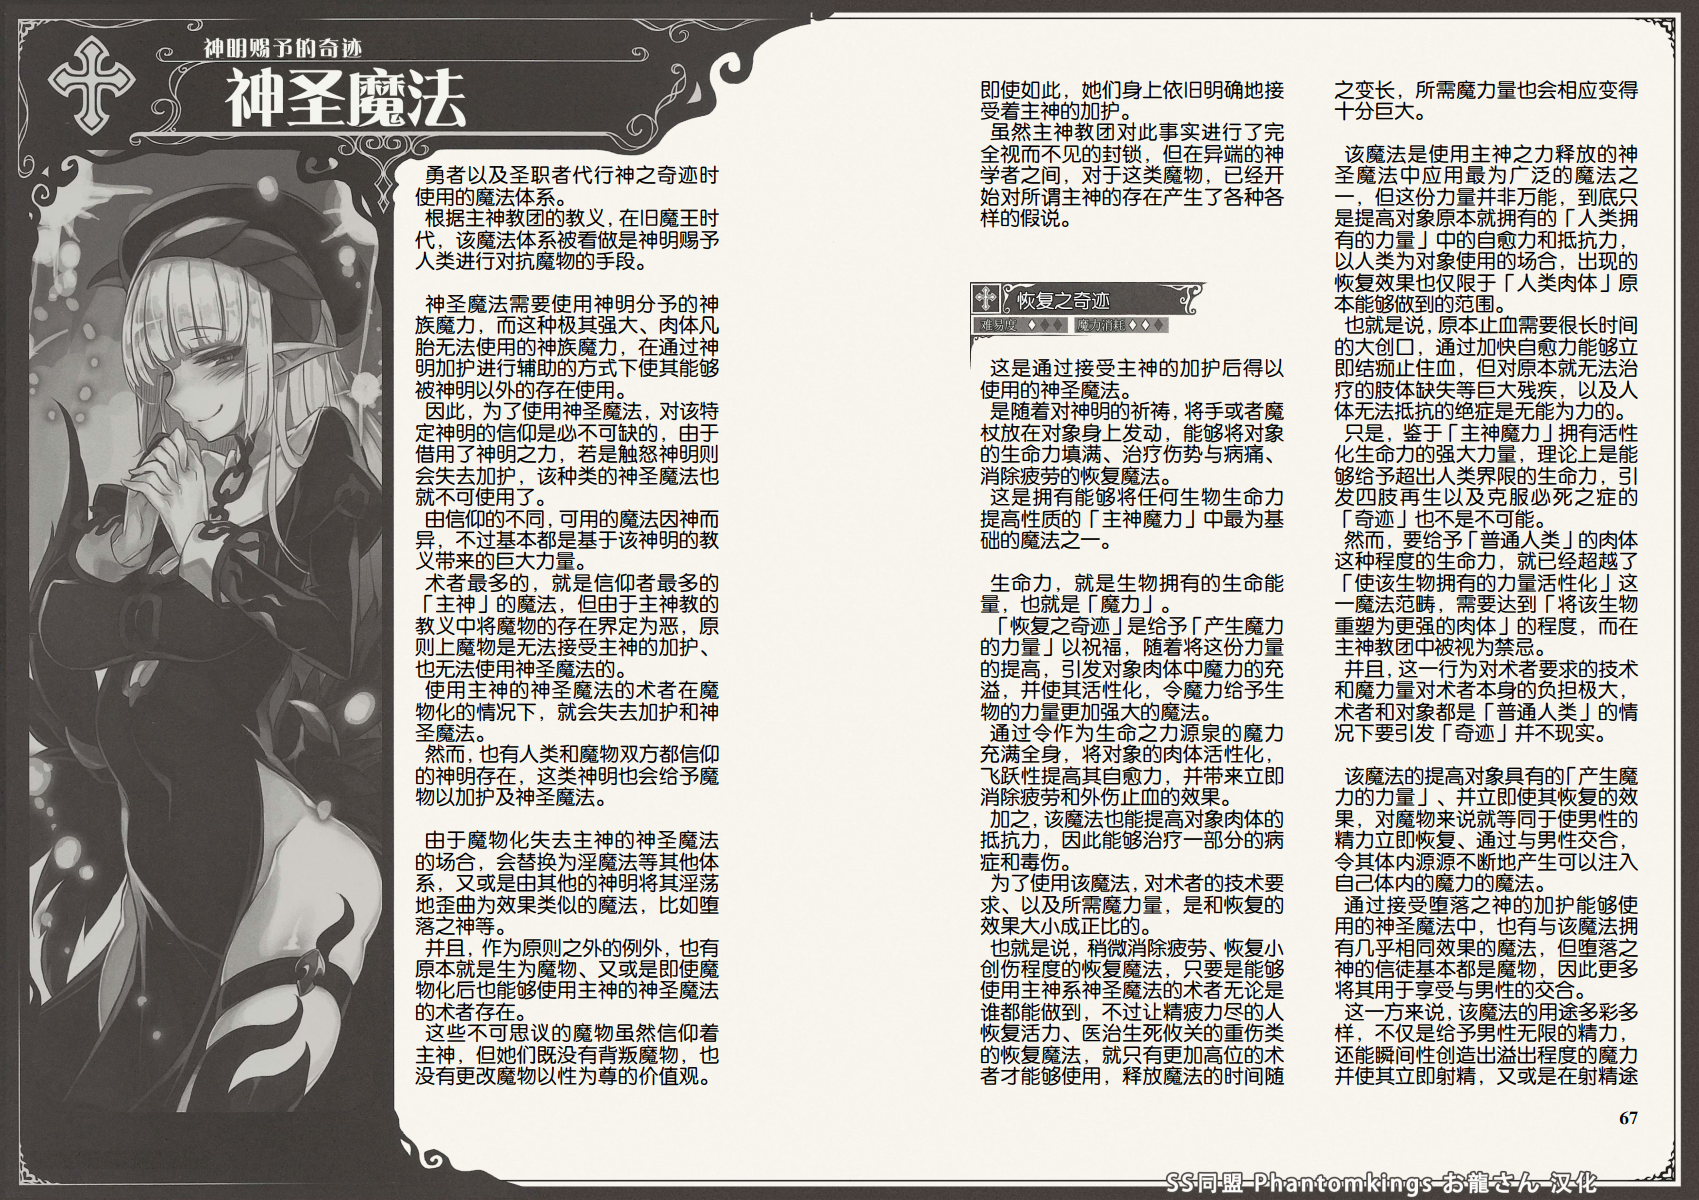 神明赐予的奇迹
神圣魔法
勇者以及圣职者代行神之奇迹时
使用的魔法体系。
根据主神教团的教义，在旧魔王时
代，该魔法体系被看做是神明赐予
人类进行对抗魔物的手段。
神圣魔法需要使用神明分予的神
族魔力，而这种极其强大、肉体凡
胎无法使用的神族魔力，在通过神
明加护进行辅助的方式下使其能够
被神明以外的存在使用。
因此，为了使用神圣魔法，对该特
定神明的信仰是必不可缺的，由于
借用了神明之力，若是触怒神明则
会失去加护，该种类的神圣魔法也
就不可使用了。
由信仰的不同，可用的魔法因神而
异，不过基本都是基于该神明的教
义带来的巨大力量。
术者最多的，就是信仰者最多的
「主神」的魔法，但由于主神教的
教义中将魔物的存在界定为恶，原
则上魔物是无法接受主神的加护、
也无法使用神圣魔法的。
使用主神的神圣魔法的术者在魔
物化的情况下，就会失去加护和神
圣魔法。
然而，也有人类和魔物双方都信仰
的神明存在，这类神明也会给予魔
物以加护及神圣魔法。
由于魔物化失去主神的神圣魔法
的场合，会替换为淫魔法等其他体
系，又或是由其他的神明将其淫荡
地歪曲为效果类似的魔法，比如堕
落之神等。
并且，作为原则之外的例外，也有
原本就是生为魔物、又或是即使魔
物化后也能够使用主神的神圣魔法
的术者存在。
这些不可思议的魔物虽然信仰着
主神，但她们既没有背叛魔物，也
没有更改魔物以性为尊的价值观。
即使如此，她们身上依旧明确地接
受着主神的加护。
虽然主神教团对此事实进行了完
全视而不见的封锁，但在异端的神
学者之间，对于这类魔物，已经开
始对所谓主神的存在产生了各种各
样的假说。
恢复之奇迹
难易度 ♦♦♦ 魔力消耗 ♦♦♦
这是通过接受主神的加护后得以
使用的神圣魔法。
是随着对神明的祈祷，将手或者魔
杖放在对象身上发动，能够将对象
的生命力填满、治疗伤势与病痛、
消除疲劳的恢复魔法。
这是拥有能够将任何生物生命力
提高性质的「主神魔力」中最为基
础的魔法之一。
生命力，就是生物拥有的生命能
量，也就是「魔力」。
「恢复之奇迹」是给予「产生魔力
的力量」以祝福，随着将这份力量
的提高，引发对象肉体中魔力的充
溢，并使其活性化，令魔力给予生
物的力量更加强大的魔法。
通过令作为生命之力源泉的魔力
充满全身，将对象的肉体活性化，
飞跃性提高其自愈力，并带来立即
消除疲劳和外伤止血的效果。
加之，该魔法也能提高对象肉体的
抵抗力，因此能够治疗一部分的病
症和毒伤。
为了使用该魔法，对术者的技术要
求、以及所需魔力量，是和恢复的
效果大小成正比的。
也就是说，稍微消除疲劳、恢复小
创伤程度的恢复魔法，只要是能够
使用主神系神圣魔法的术者无论是
谁都能做到，不过让精疲力尽的人
恢复活力、医治生死攸关的重伤类
的恢复魔法，就只有更加高位的术
者才能够使用，释放魔法的时间随
之变长，所需魔力量也会相应变得
十分巨大。
该魔法是使用主神之力释放的神
圣魔法中应用最为广泛的魔法之
一，但这份力量并非万能，到底只
是提高对象原本就拥有的「人类拥
有的力量」中的自愈力和抵抗力，
以人类为对象使用的场合，出现的
恢复效果也仅限于「人类肉体」原
本能够做到的范围。
也就是说，原本止血需要很长时间
的大创口，通过加快自愈力能够立
即结痂止住血，但对原本就无法治
疗的肢体缺失等巨大残疾，以及人
体无法抵抗的绝症是无能为力的。
只是，鉴于「主神魔力」拥有活性
化生命力的强大力量，理论上是能
够给予超出人类界限的生命力，引
发四肢再生以及克服必死之症的
「奇迹」也不是不可能。
然而，要给予「普通人类」的肉体
这种程度的生命力，就已经超越了
「使该生物拥有的力量活性化」这
一魔法范畴，需要达到「将该生物
重塑为更强的肉体」的程度，而在
主神教团中被视为禁忌。
并且，这一行为对术者要求的技术
和魔力量对术者本身的负担极大，
术者和对象都是「普通人类」的情
况下要引发「奇迹」并不现实。
该魔法的提高对象具有的「产生魔
力的力量」、并立即使其恢复的效
果，对魔物来说就等同于使男性的
精力立即恢复、通过与男性交合，
令其体内源源不断地产生可以注入
自己体内的魔力的魔法。
通过接受堕落之神的加护能够使
用的神圣魔法中，也有与该魔法拥
有几乎相同效果的魔法，但堕落之
神的信徒基本都是魔物，因此更多
将其用于享受与男性的交合。
这一方来说，该魔法的用途多彩多
样，不仅是给予男性无限的精力，
还能瞬间性创造出溢出程度的魔力
并使其立即射精，又或是在射精途
67
SS同盟 Phantomkings お龍さん 汉化